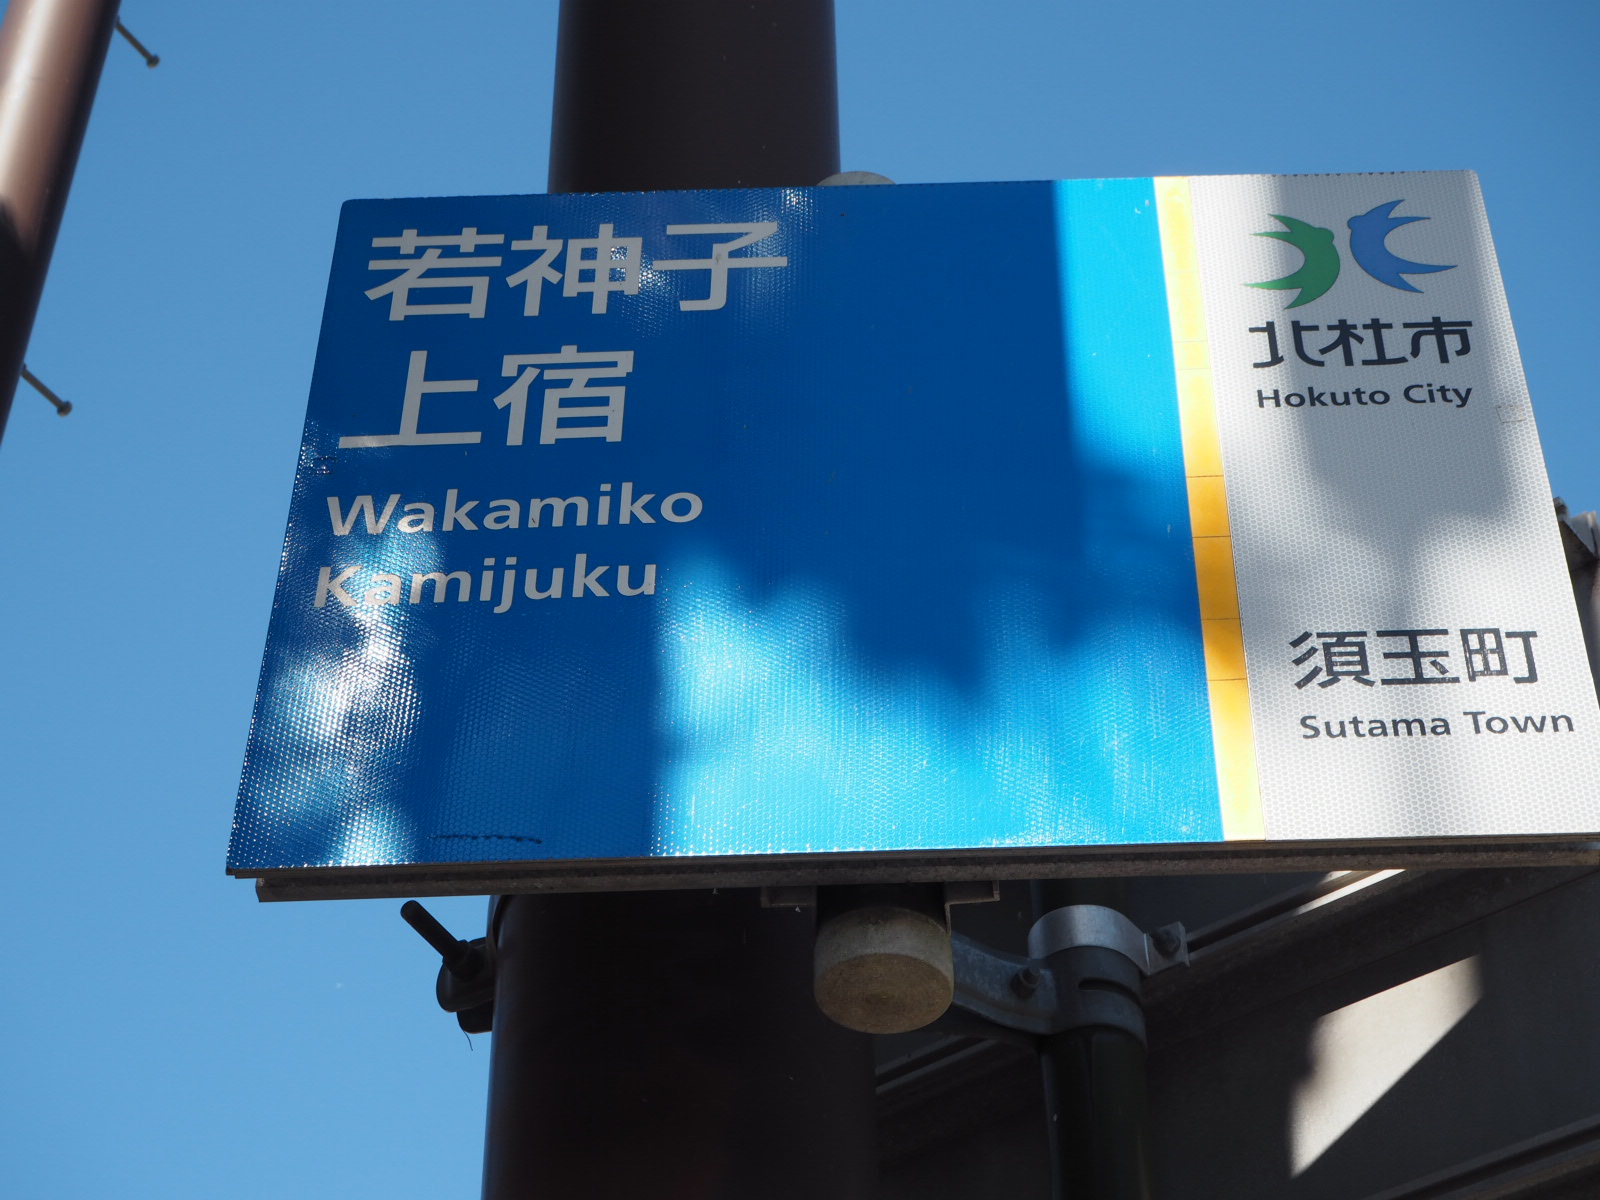 若神子
上宿
Wakamiko
Kamijuku
北杜市
Hokuto City
須玉町
Sutama Town